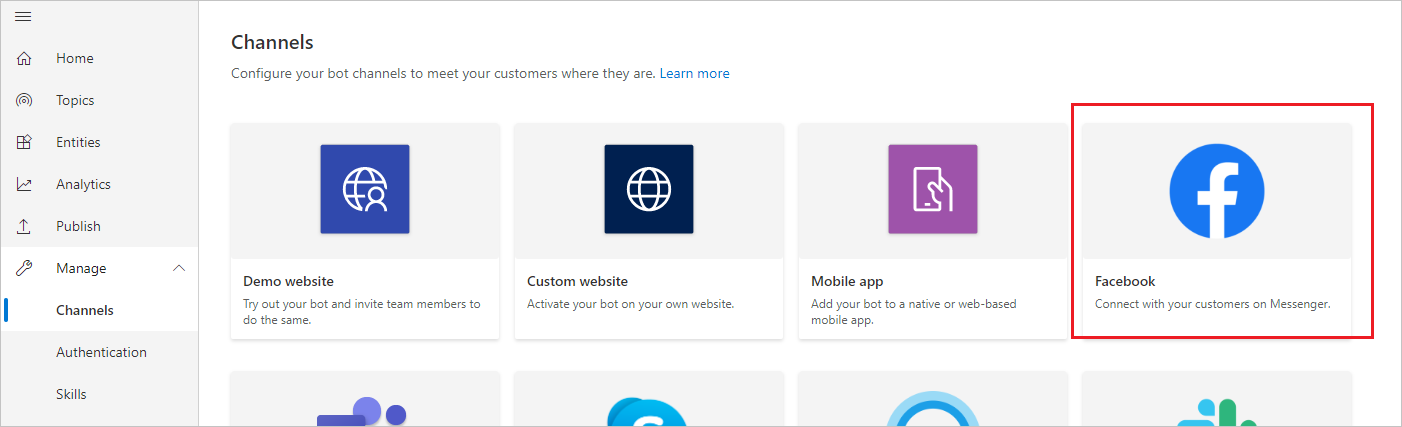 Home
Topics
Entities
Analytics
Publish
Manage
Channels
Authentication
Skills
Channels
Configure your bot channels to meet your customers where they are. Learn more
Demo website
Try out your bot and invite team members to
do the same.
Custom website
Activate your bot on your own website.
Mobile app
Add your bot to a native or web-based
mobile app.
Facebook
Connect with your customers on Messenger.